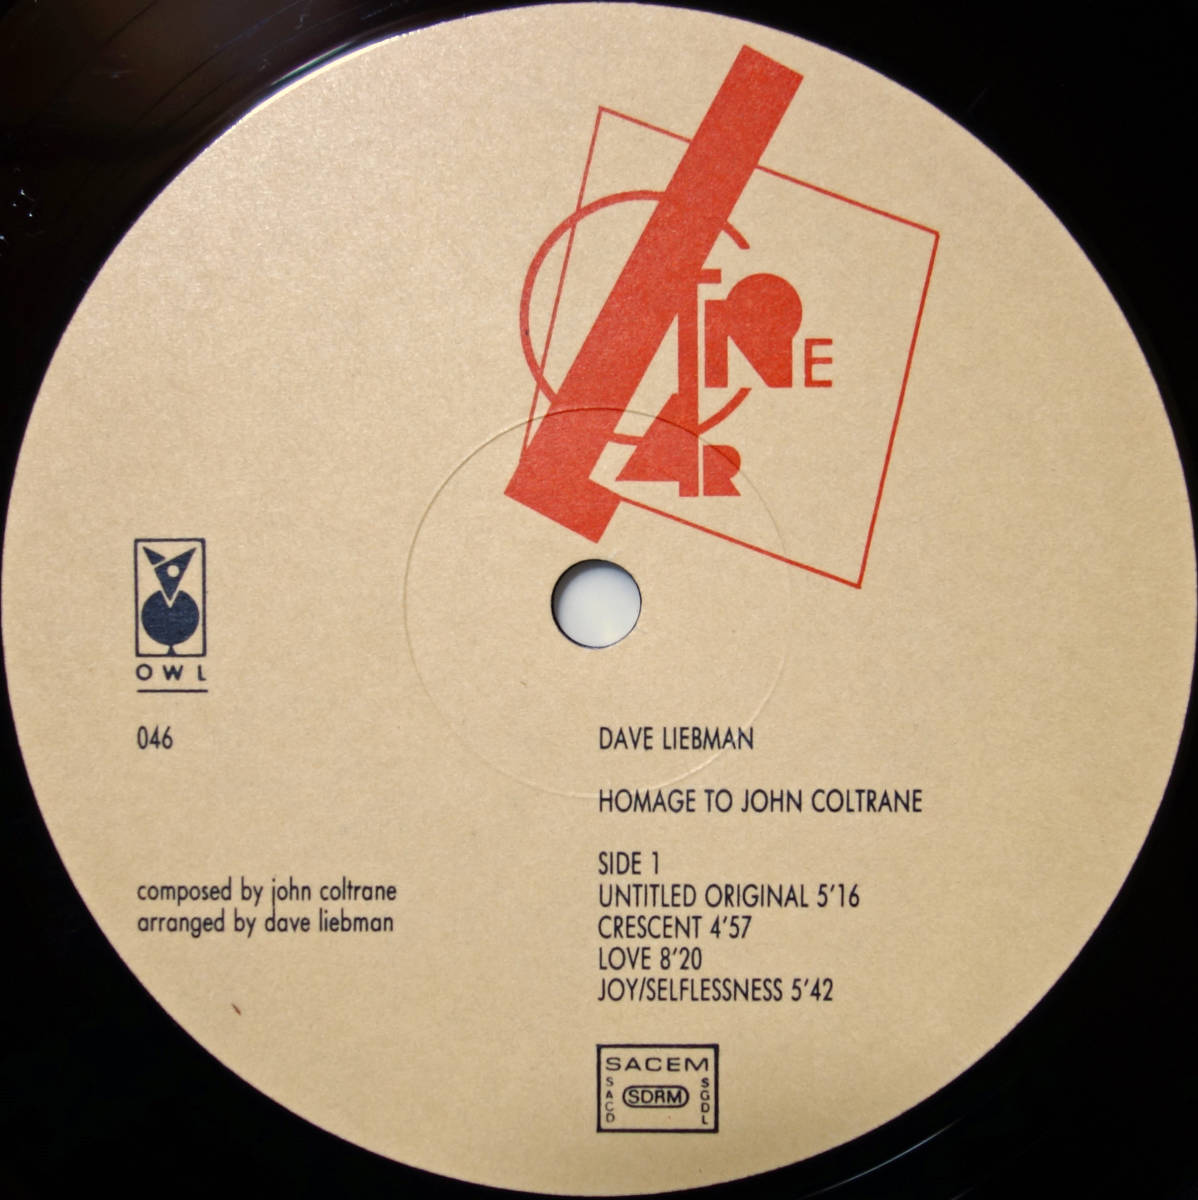 OWL
046
composed by john coltrane
arranged by dave liebman
DAVE LIEBMAN
HOMAGE TO JOHN COLTRANE
SIDE 1
UNTITLED ORIGINAL 5'16
CRESCENT 4'57
LOVE 8'20
JOY/SELFLESSNESS 5'42
SACEM
SACD
SDRM
SGDL